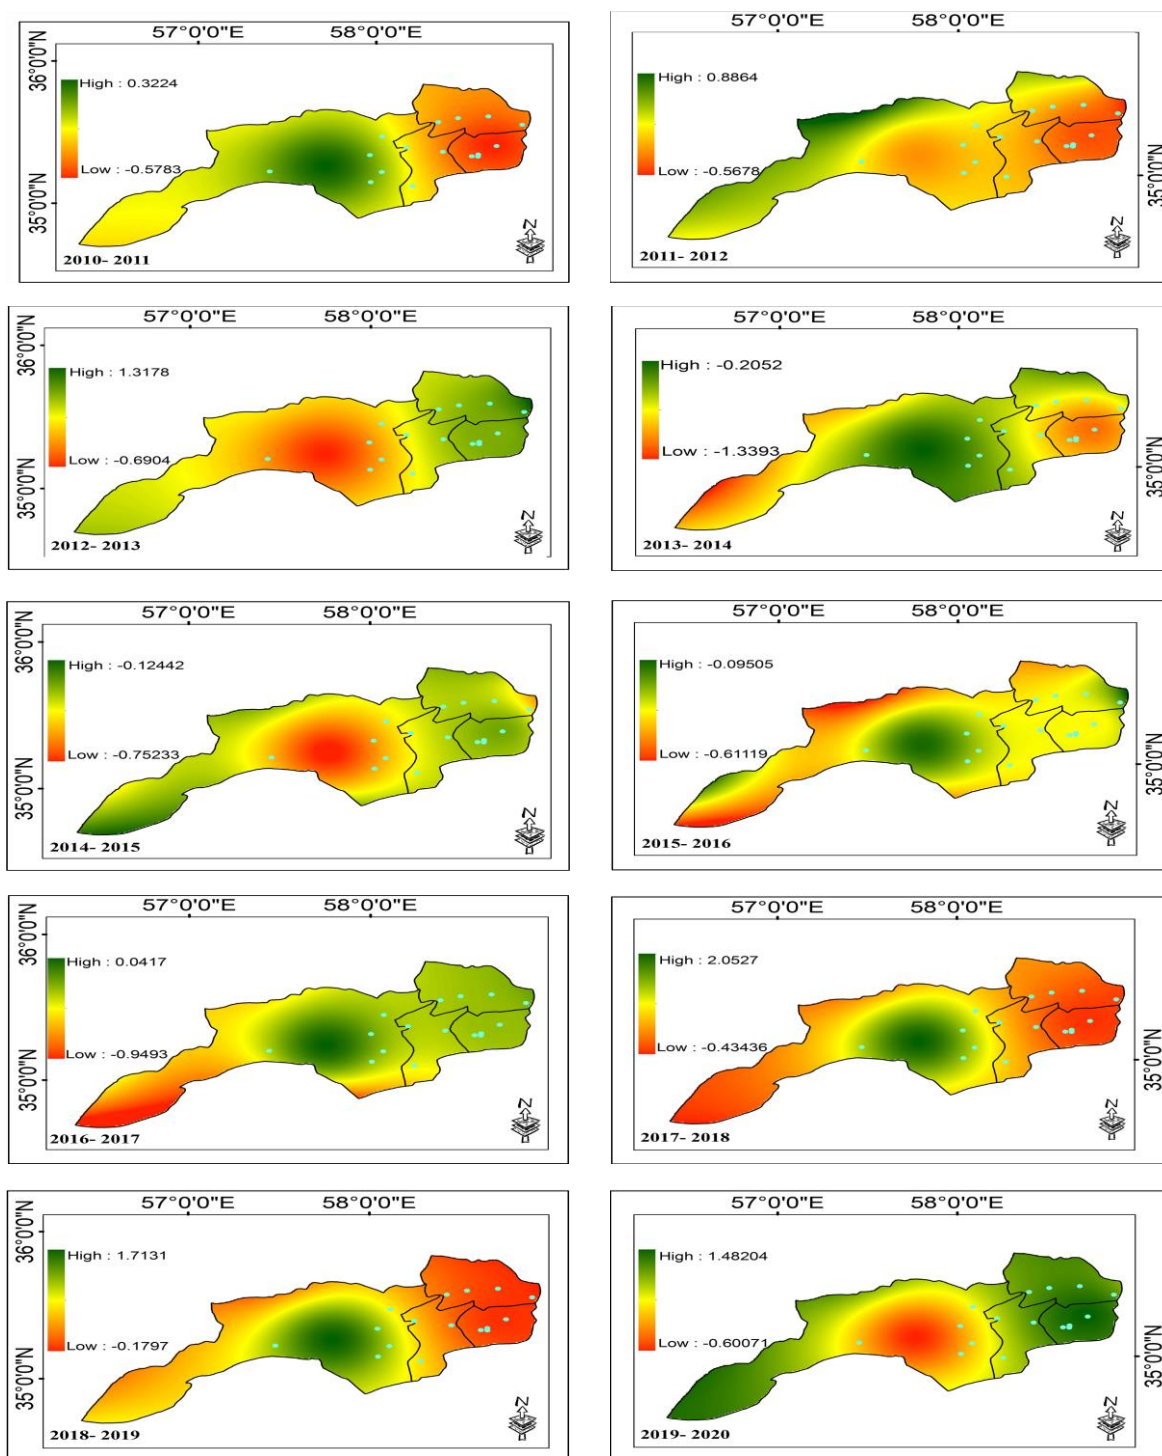 57°0'0"E 58°0'0"E
36°0'0"N
High : 0.3224
Low : -0.5783
35°0'0"N
N
2010- 2011
57°0'0"E 58°0'0"E
High : 0.8864
Low : -0.5678
35°0'0"N
N
2011- 2012
57°0'0"E 58°0'0"E
36°0'0"N
High : 1.3178
Low : -0.6904
35°0'0"N
N
2012- 2013
57°0'0"E 58°0'0"E
High : -0.2052
Low : -1.3393
35°0'0"N
N
2013- 2014
57°0'0"E 58°0'0"E
36°0'0"N
High : -0.12442
Low : -0.75233
35°0'0"N
N
2014- 2015
57°0'0"E 58°0'0"E
High : -0.09505
Low : -0.61119
35°0'0"N
N
2015- 2016
57°0'0"E 58°0'0"E
36°0'0"N
High : 0.0417
Low : -0.9493
35°0'0"N
N
2016- 2017
57°0'0"E 58°0'0"E
High : 2.0527
Low : -0.43436
35°0'0"N
N
2017- 2018
57°0'0"E 58°0'0"E
36°0'0"N
High : 1.7131
Low : -0.1797
35°0'0"N
N
2018- 2019
57°0'0"E 58°0'0"E
High : 1.48204
Low : -0.60071
35°0'0"N
N
2019- 2020